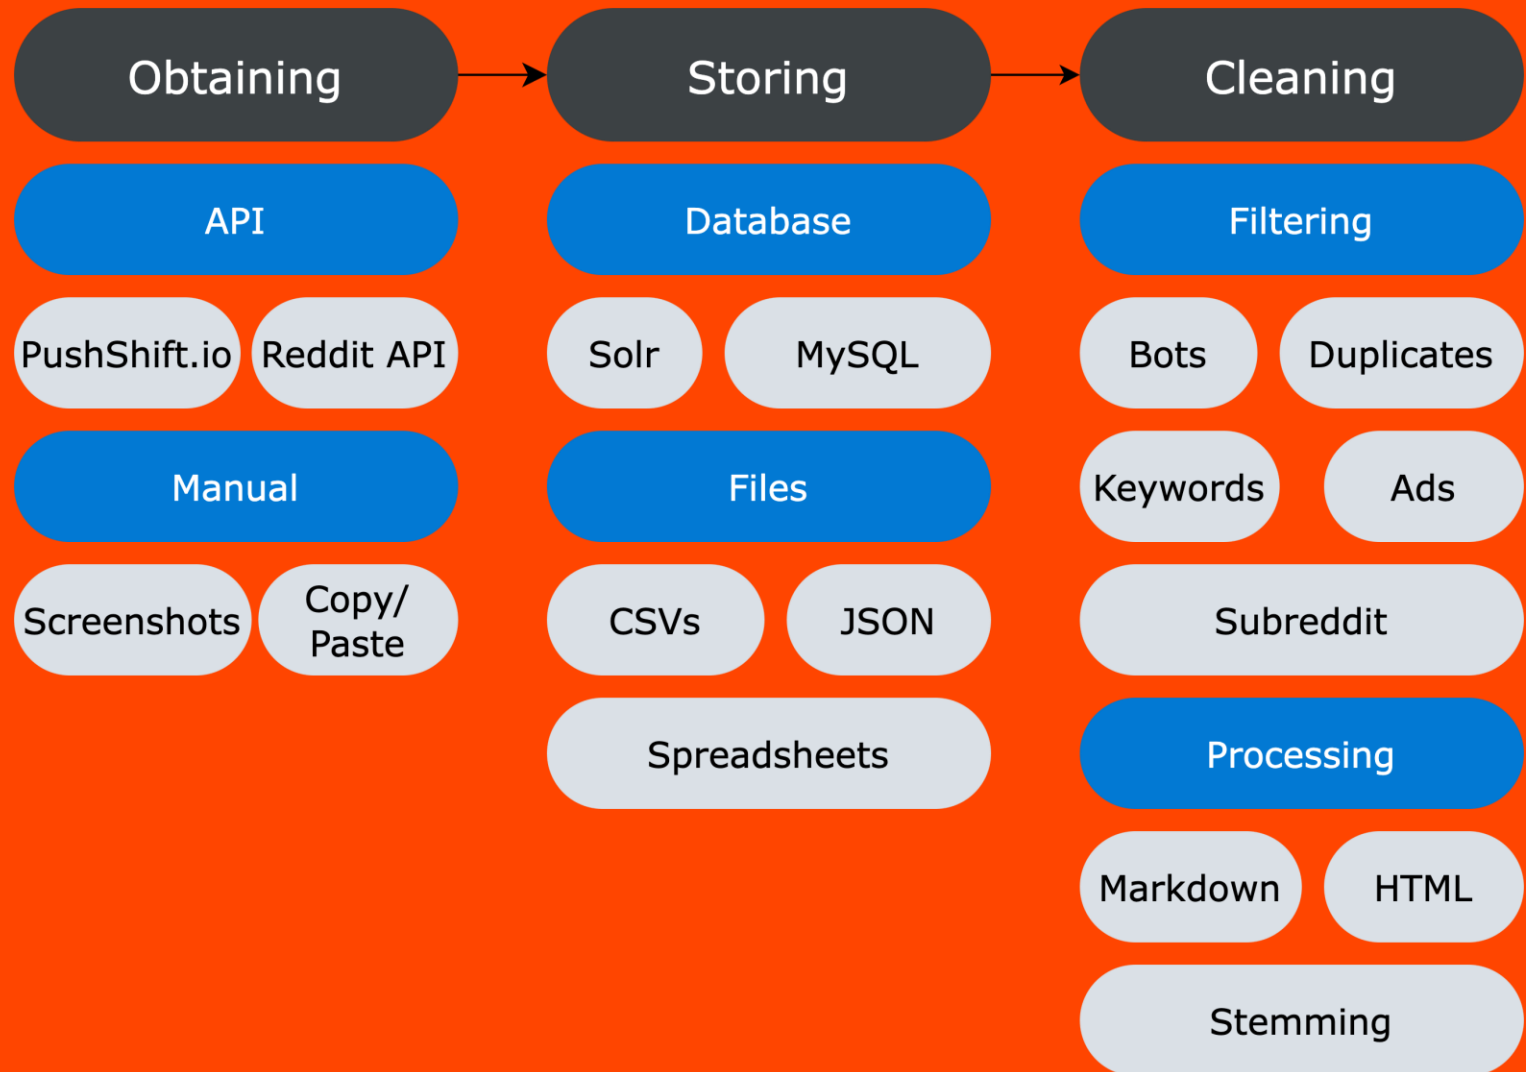 Obtaining
Storing
Cleaning
API
Database
Filtering
PushShift.io
Reddit API
Solr
MySQL
Bots
Duplicates
Manual
Files
Keywords
Ads
Screenshots
Copy/
Paste
CSVs
JSON
Subreddit
Spreadsheets
Processing
Markdown
HTML
Stemming